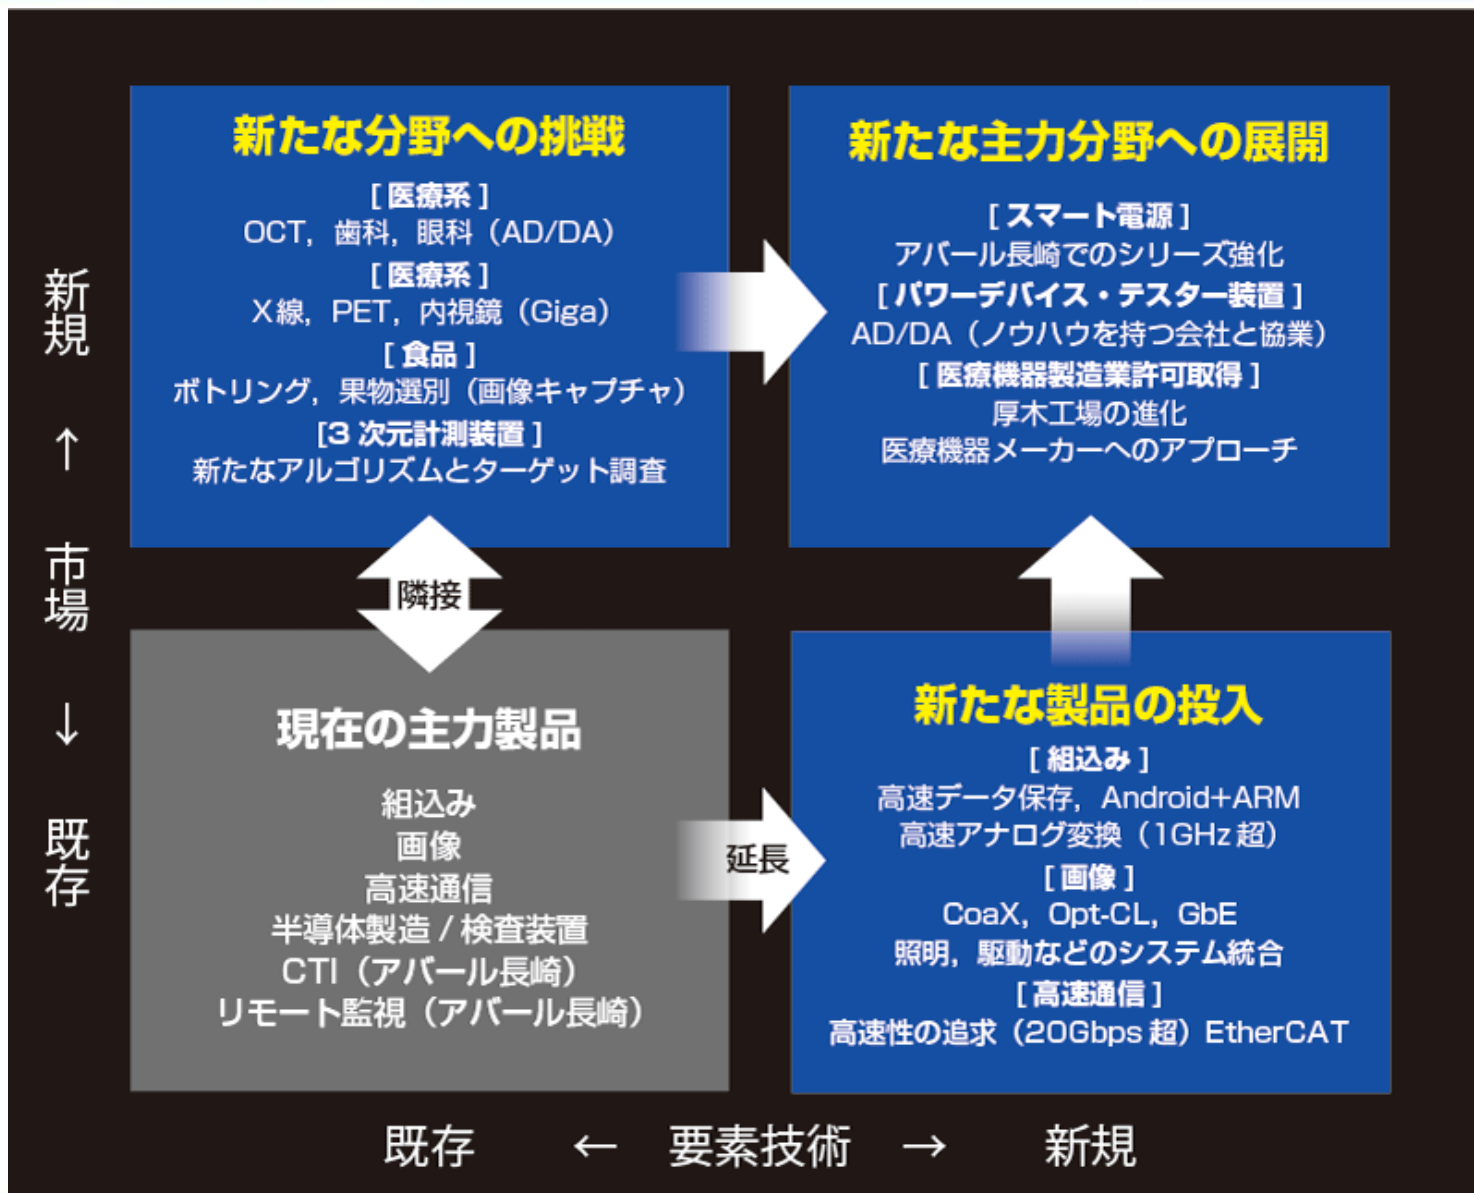 新たな分野への挑戦
[ 医療系 ]
OCT, 歯科, 眼科（AD/DA）
[ 医療系 ]
X線, PET, 内視鏡（Giga）
[ 食品 ]
ボトリング, 果物選別（画像キャプチャ）
[3 次元計測装置 ]
新たなアルゴリズムとターゲット調査
新たな主力分野への展開
[ スマート電源 ]
アバール長崎でのシリーズ強化
[ パワーデバイス・テスター装置 ]
AD/DA（ノウハウを持つ会社と協業）
[ 医療機器製造業許可取得 ]
厚木工場の進化
医療機器メーカーへのアプローチ
隣接
現在の主力製品
組込み
画像
高速通信
半導体製造 / 検査装置
CTI（アバール長崎）
リモート監視（アバール長崎）
延長
新たな製品の投入
[ 組込み ]
高速データ保存, Android+ARM
高速アナログ変換（1GHz 超）
[ 画像 ]
CoaX, Opt-CL, GbE
照明, 駆動などのシステム統合
[ 高速通信 ]
高速性の追求（20Gbps 超）EtherCAT
新規 ↑ 市場 ↓ 既存
既存 ← 要素技術 → 新規